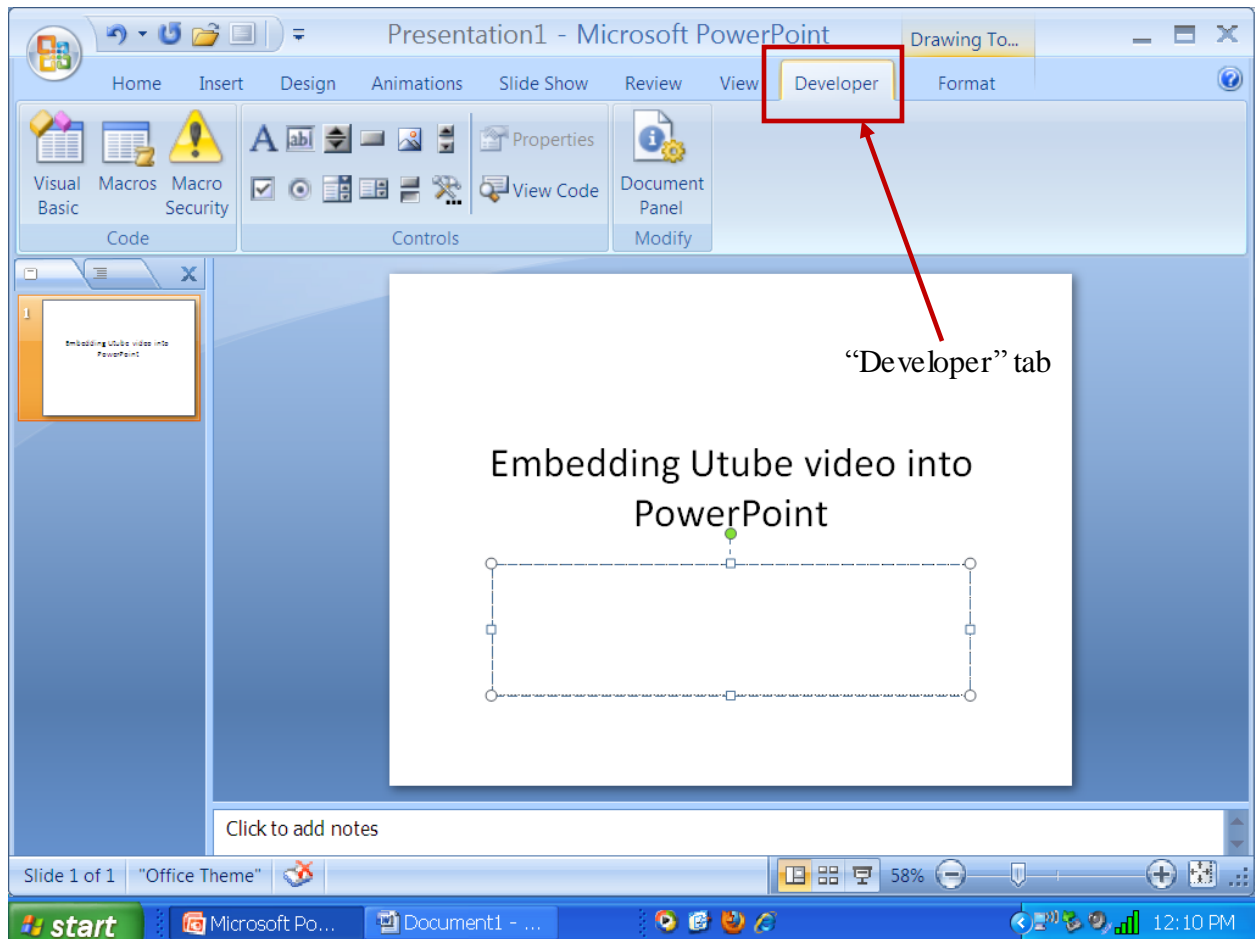 Presentation1 - Microsoft PowerPoint
Drawing To...
Home Insert Design Animations Slide Show Review View Developer Format
Visual Basic
Macros
Macro Security
Code
A
abl
Properties
View Code
Controls
Document Panel
Modify
1
Embedding Utube video into
PowerPoint
"Developer" tab
Embedding Utube video into
PowerPoint
Click to add notes
Slide 1 of 1 "Office Theme" 58%
start Microsoft Po... Document1 - ... 12:10 PM